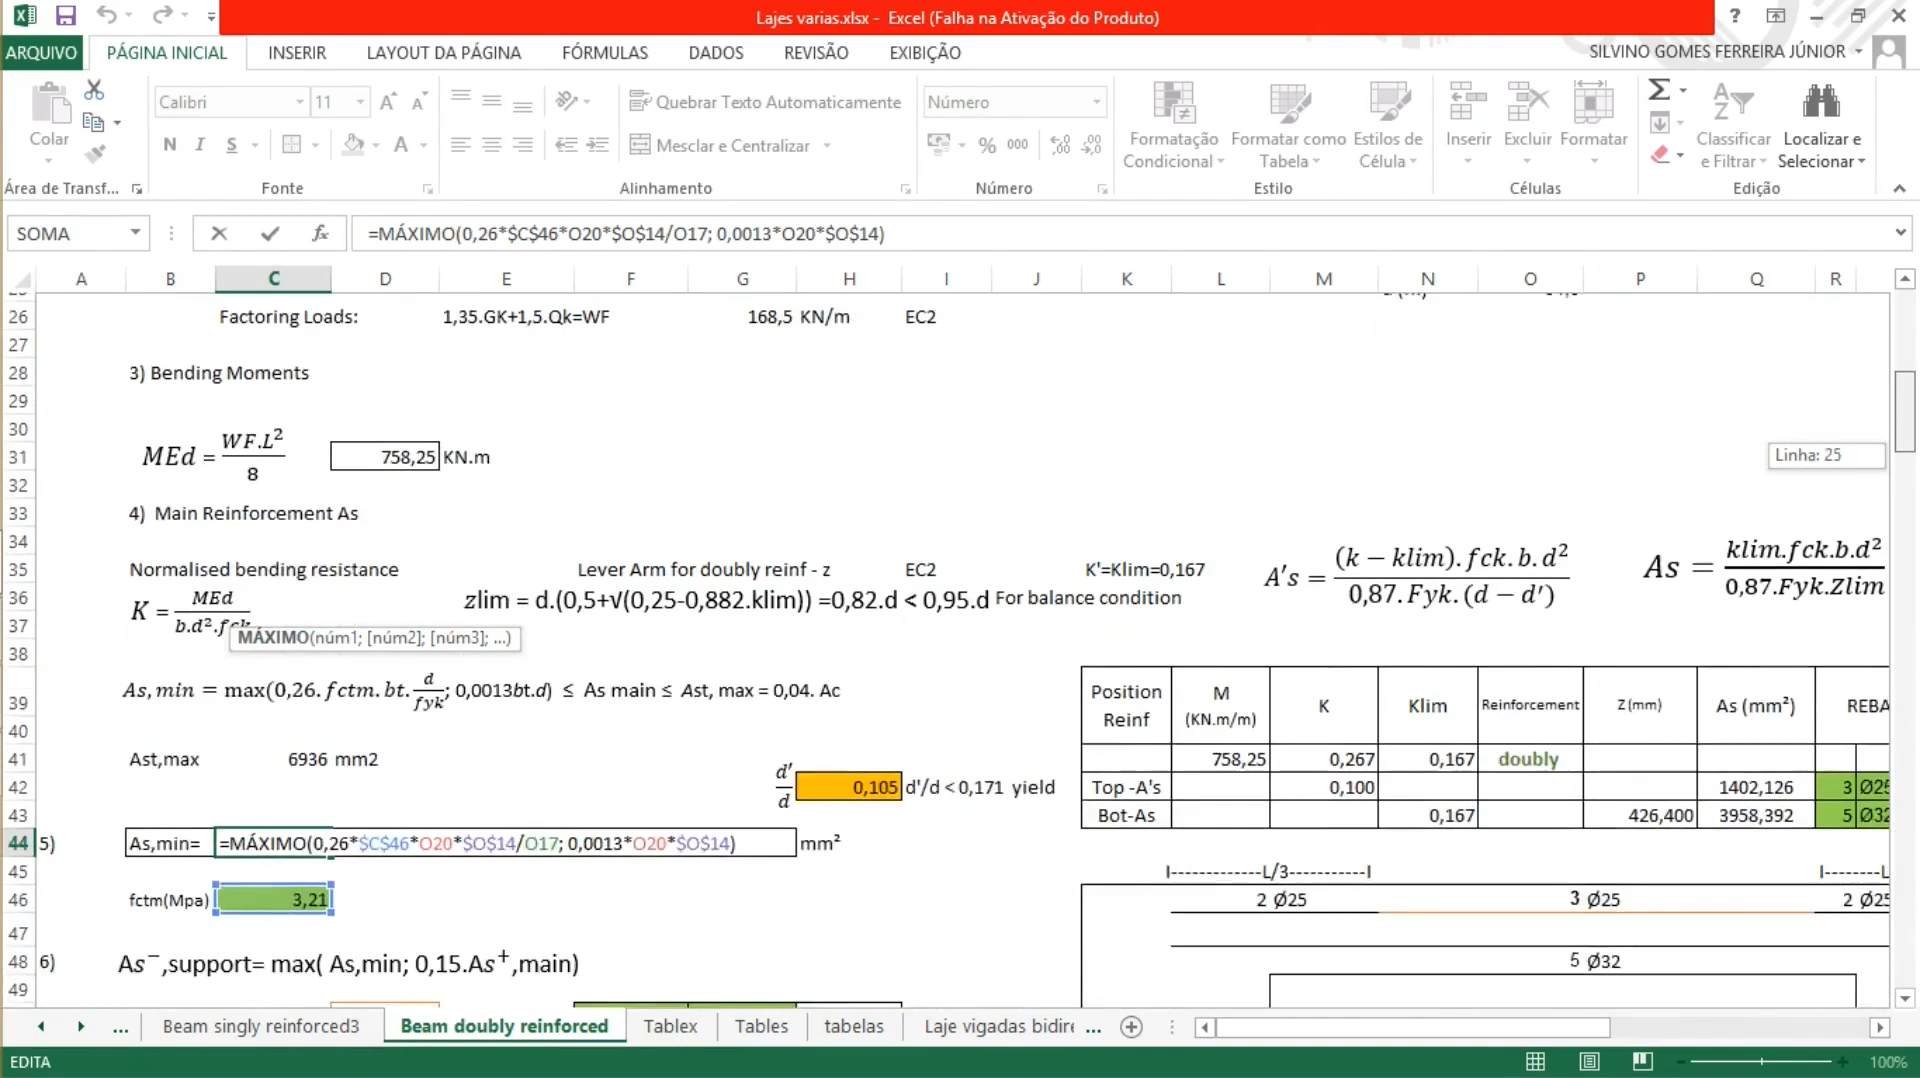 Lajes varias.xlsx - Excel (Falha na Ativação do Produto)
ARQUIVO PÁGINA INICIAL INSERIR LAYOUT DA PÁGINA FÓRMULAS DADOS REVISÃO EXIBIÇÃO SILVINO GOMES FERREIRA JÚNIOR
Colar
Calibri 11
Quebrar Texto Automaticamente
Número
N I S
Mesclar e Centralizar
% 000
Formatação Condicional
Formatar como Tabela
Estilos de Célula
Inserir
Excluir
Formatar
Classificar e Filtrar
Localizar e Selecionar
Área de Transf... Fonte Alinhamento Número Estilo Células Edição
SOMA fx =MÁXIMO(0,26*$C$46*O20*$O$14/O17; 0,0013*O20*$O$14)
A B C D E F G H I J K L M N O P Q R
26 Factoring Loads: 1,35.GK+1,5.Qk=WF 168,5 KN/m EC2
27
28 3) Bending Moments
29
30
31 MEd = WF.L²/8 758,25 KN.m
Linha: 25
32
33 4) Main Reinforcement As
34
35 Normalised bending resistance Lever Arm for doubly reinf - z EC2 K'=Klim=0,167
A's = (k − klim).fck.b.d² / 0,87.Fyk.(d − d')
As = klim.fck.b.d² / 0,87.Fyk.Zlim
36 K = MEd / b.d².fck zlim = d.(0,5+√(0,25-0,882.klim)) =0,82.d < 0,95.d For balance condition
37 MÁXIMO(núm1; [núm2]; [núm3]; ...)
38
39 As, min = max(0,26. fctm. bt. d/fyk; 0,0013bt.d) ≤ As main ≤ Ast, max = 0,04. Ac
Position Reinf M (KN.m/m) K Klim Reinforcement Z (mm) As (mm²) REBA
40
41 Ast,max 6936 mm2 758,25 0,267 0,167 doubly
42 d'/d 0,105 d'/d < 0,171 yield Top -A's 0,100 1402,126 3 Ø25
43 Bot-As 0,167 426,400 3958,392 5 Ø32
44 5) As,min= =MÁXIMO(0,26*$C$46*O20*$O$14/O17; 0,0013*O20*$O$14) mm²
45 I-------------L/3-----------I I--------L
46 fctm(Mpa) 3,21 2 Ø25 3 Ø25 2 Ø25
47
48 6) As⁻,support= max( As,min; 0,15.As⁺,main) 5 Ø32
49
... Beam singly reinforced3 Beam doubly reinforced Tablex Tables tabelas Laje vigadas bidire ...
EDITA 100%